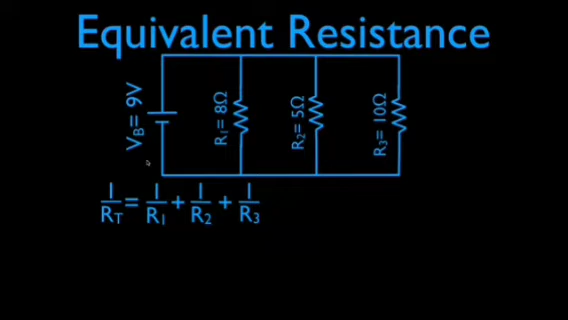 Equivalent Resistance
V_B= 9V
R_1= 8Ω
R_2= 5Ω
R_3= 10Ω
1/R_T = 1/R_1 + 1/R_2 + 1/R_3